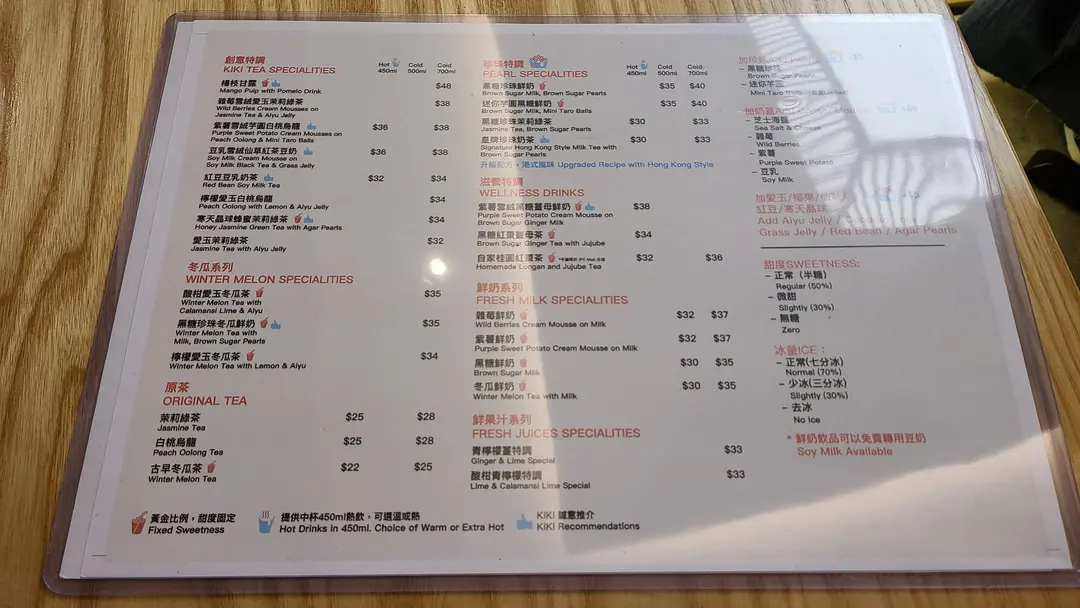 創意特調
KIKI TEA SPECIALITIES
Hot 450ml Cold 500ml Cold 700ml
楊枝甘露 $48
Mango Pulp with Pomelo Drink
雜莓雪絨愛玉茉莉綠茶 $38
Wild Berries Cream Mousses on
Jasmine Tea & Aiyu Jelly
紫薯雪絨芋圓白桃烏龍 $36 $38
Purple Sweet Potato Cream Mousses on
Peach Oolong & Mini Taro Balls
豆乳雪絨仙草紅茶豆奶 $36 $38
Soy Milk Cream Mousse on
Soy Milk Black Tea & Grass Jelly
紅豆豆乳奶茶 $32 $34
Red Bean Soy Milk Tea
檸檬愛玉白桃烏龍 $34
Peach Oolong with Lemon & Aiyu Jelly
寒天晶球蜂蜜茉莉綠茶 $34
Honey Jasmine Green Tea with Agar Pearls
愛玉茉莉綠茶 $32
Jasmine Tea with Aiyu Jelly
冬瓜系列
WINTER MELON SPECIALITIES
酸柑愛玉冬瓜茶 $35
Winter Melon Tea with
Calamansi Lime & Aiyu
黑糖珍珠冬瓜鮮奶 $35
Winter Melon Tea with
Milk, Brown Sugar Pearls
檸檬愛玉冬瓜茶 $34
Winter Melon Tea with Lemon & Aiyu
原茶
ORIGINAL TEA
茉莉綠茶 $25 $28
Jasmine Tea
白桃烏龍 $25 $28
Peach Oolong Tea
古早冬瓜茶 $22 $25
Winter Melon Tea
珍珠特調
PEARL SPECIALITIES
Hot 450ml Cold 500ml Cold 700ml
黑糖珍珠鮮奶 $35 $40
Brown Sugar Milk, Brown Sugar Pearls
迷你芋圓黑糖鮮奶 $35 $40
Brown Sugar Milk, Mini Taro Balls
黑糖珍珠茉莉綠茶 $30 $33
Jasmine Tea, Brown Sugar Pearls
皇牌珍珠奶茶 $30 $33
Signature Hong Kong Style Milk Tea with
Brown Sugar Pearls
升級配方,港式風味 Upgraded Recipe with Hong Kong Style
滋養特調
WELLNESS DRINKS
紫薯雪絨黑糖薑母鮮奶 $38
Purple Sweet Potato Cream Mousse on
Brown Sugar Ginger Milk
黑糖紅棗薑母茶 $34
Brown Sugar Ginger Tea with Jujube
自家桂圓紅棗茶 $32 $36
Homemade Longan and Jujube Tea
鮮奶系列
FRESH MILK SPECIALITIES
雜莓鮮奶 $32 $37
Wild Berries Cream Mousse on Milk
紫薯鮮奶 $32 $37
Purple Sweet Potato Cream Mousse on Milk
黑糖鮮奶 $30 $35
Brown Sugar Milk
冬瓜鮮奶 $30 $35
Winter Melon Tea with Milk
鮮果汁系列
FRESH JUICES SPECIALITIES
青檸檬薑特調 $33
Ginger & Lime Special
酸柑青檸檬特調 $33
Lime & Calamansi Lime Special
- 黑糖珍珠
Brown Sugar Pearls
- 迷你芋圓
Mini Taro Balls
- 芝士海鹽
Sea Salt & Cheese
- 雜莓
Wild Berries
- 紫薯
Purple Sweet Potato
- 豆乳
Soy Milk
加愛玉/椰果/仙草/
紅豆/寒天晶球
Add Aiyu Jelly / Coconut
Grass Jelly / Red Bean / Agar Pearls
甜度SWEETNESS:
- 正常 (半糖)
Regular (50%)
- 微甜
Slightly (30%)
- 無糖
Zero
冰量ICE:
- 正常(七分冰)
Normal (70%)
- 少冰(三分冰)
Slightly (30%)
- 去冰
No Ice
* 鮮奶飲品可以免費轉用豆奶
Soy Milk Available
黃金比例,甜度固定
Fixed Sweetness
提供中杯450ml熱飲,可選溫或熱
Hot Drinks in 450ml. Choice of Warm or Extra Hot
KIKI 誠意推介
KIKI Recommendations